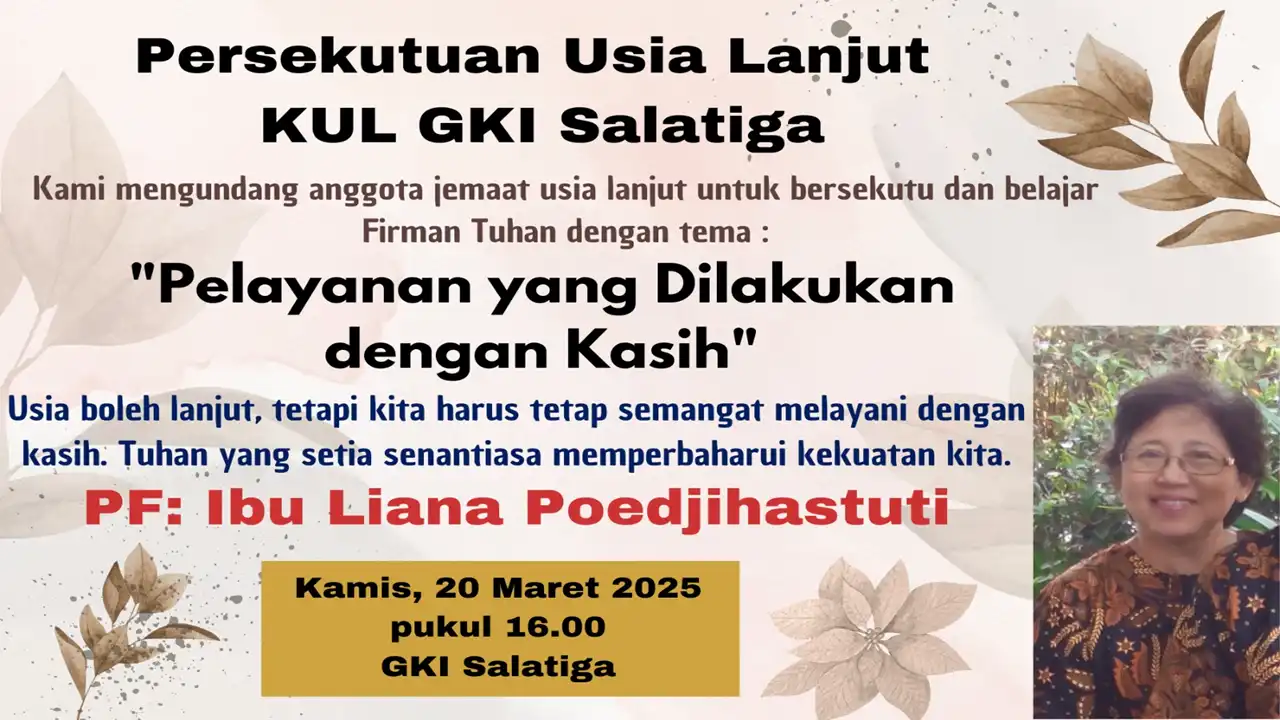 Persekutuan Usia Lanjut
KUL GKI Salatiga
Kami mengundang anggota jemaat usia lanjut untuk bersekutu dan belajar
Firman Tuhan dengan tema :
"Pelayanan yang Dilakukan
dengan Kasih"
Usia boleh lanjut, tetapi kita harus tetap semangat melayani dengan
kasih. Tuhan yang setia senantiasa memperbaharui kekuatan kita.
PF: Ibu Liana Poedjihastuti
Kamis, 20 Maret 2025
pukul 16.00
GKI Salatiga